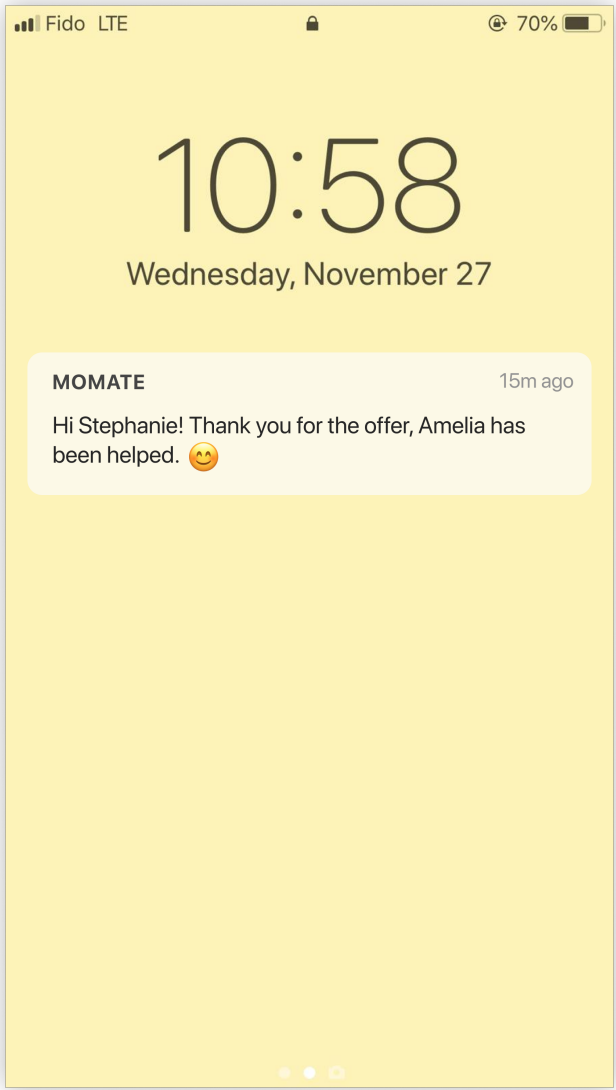 Fido LTE 70%
10:58
Wednesday, November 27
MOMATE 15m ago
Hi Stephanie! Thank you for the offer, Amelia has
been helped. 😊